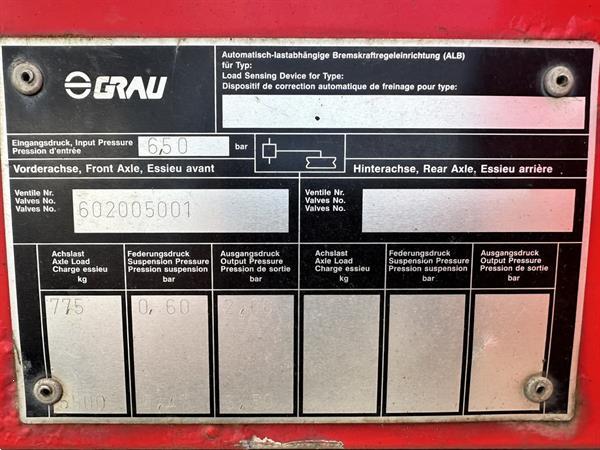 GRAU
Automatisch-lastabhängige Bremskraftregeleinrichtung (ALB)
für Typ:
Load Sensing Device for Type:
Dispositif de correction automatique de freinage pour type:
Eingangsdruck, Input Pressure
Pression d'entrée
6,50 bar
Vorderachse, Front Axle, Essieu avant
Hinterachse, Rear Axle, Essieu arrière
Ventile Nr.
Valves No.
Valves No.
602005001
Ventile Nr.
Valves No.
Valves No.
Achslast
Axle Load
Charge essieu
kg
Federungsdruck
Suspension Pressure
Pression suspension
bar
Ausgangsdruck
Output Pressure
Pression de sortie
bar
Achslast
Axle Load
Charge essieu
kg
Federungsdruck
Suspension Pressure
Pression suspension
bar
Ausgangsdruck
Output Pressure
Pression de sortie
bar
775 0,60